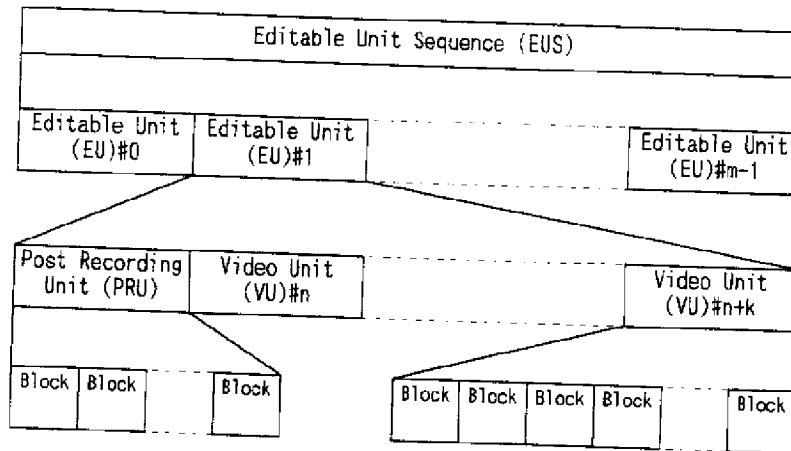 Editable Unit Sequence (EUS)
Editable Unit
(EU)#0
Editable Unit
(EU)#1
Editable Unit
(EU)#m-1
Post Recording
Unit (PRU)
Video Unit
(VU)#n
Video Unit
(VU)#n+k
Block
Block
Block
Block
Block
Block
Block
Block